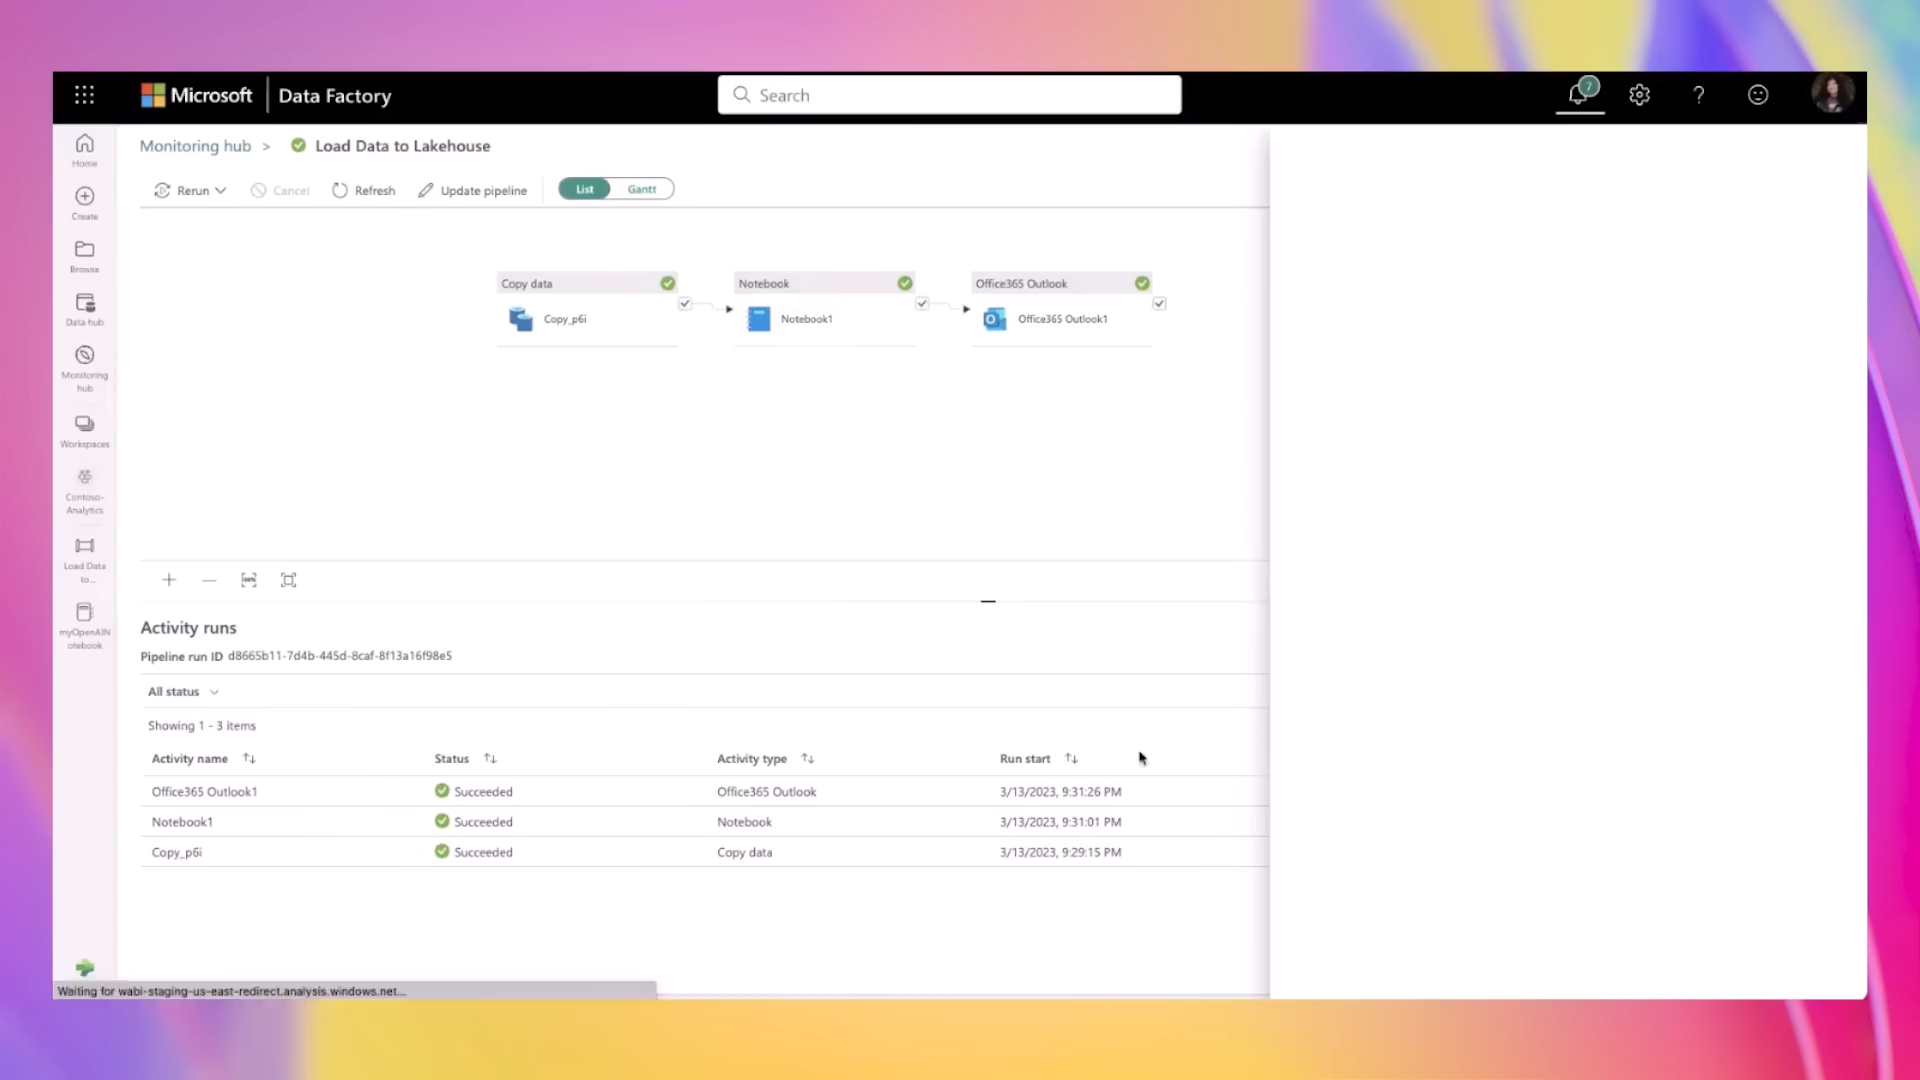 Microsoft | Data Factory
Search
7
?
Home
Create
Browse
Data hub
Monitoring
hub
Workspaces
Contoso-
Analytics
Load Data
to...
myOpenAIN
otebook
Monitoring hub > Load Data to Lakehouse
Rerun Cancel Refresh Update pipeline List Gantt
Copy data
Copy_p6i
Notebook
Notebook1
Office365 Outlook
Office365 Outlook1
Activity runs
Pipeline run ID d8665b11-7d4b-445d-8caf-8f13a16f98e5
All status
Showing 1 - 3 items
Activity name Status Activity type Run start
Office365 Outlook1 Succeeded Office365 Outlook 3/13/2023, 9:31:26 PM
Notebook1 Succeeded Notebook 3/13/2023, 9:31:01 PM
Copy_p6i Succeeded Copy data 3/13/2023, 9:29:15 PM
Waiting for wabi-staging-us-east-redirect.analysis.windows.net...